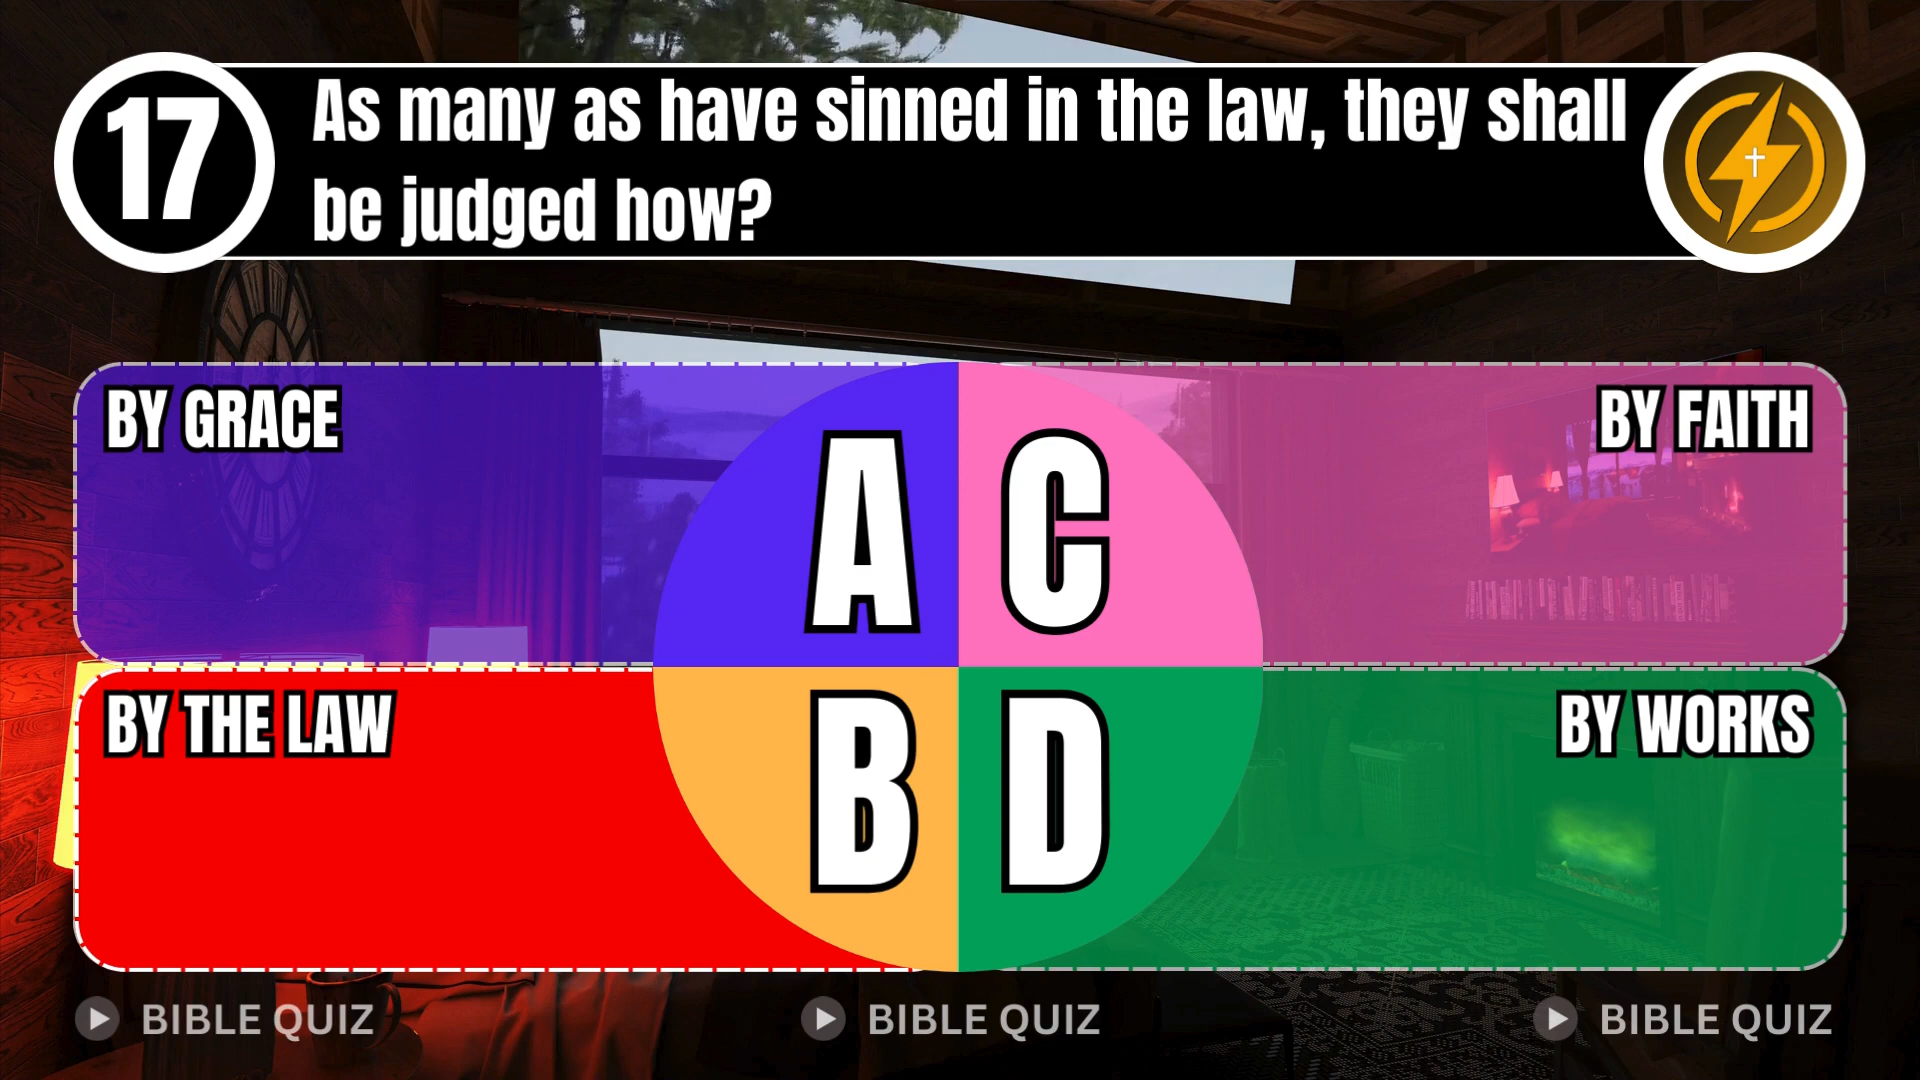 17
As many as have sinned in the law, they shall
be judged how?
BY GRACE
A
C
BY FAITH
BY THE LAW
B
D
BY WORKS
BIBLE QUIZ
BIBLE QUIZ
BIBLE QUIZ